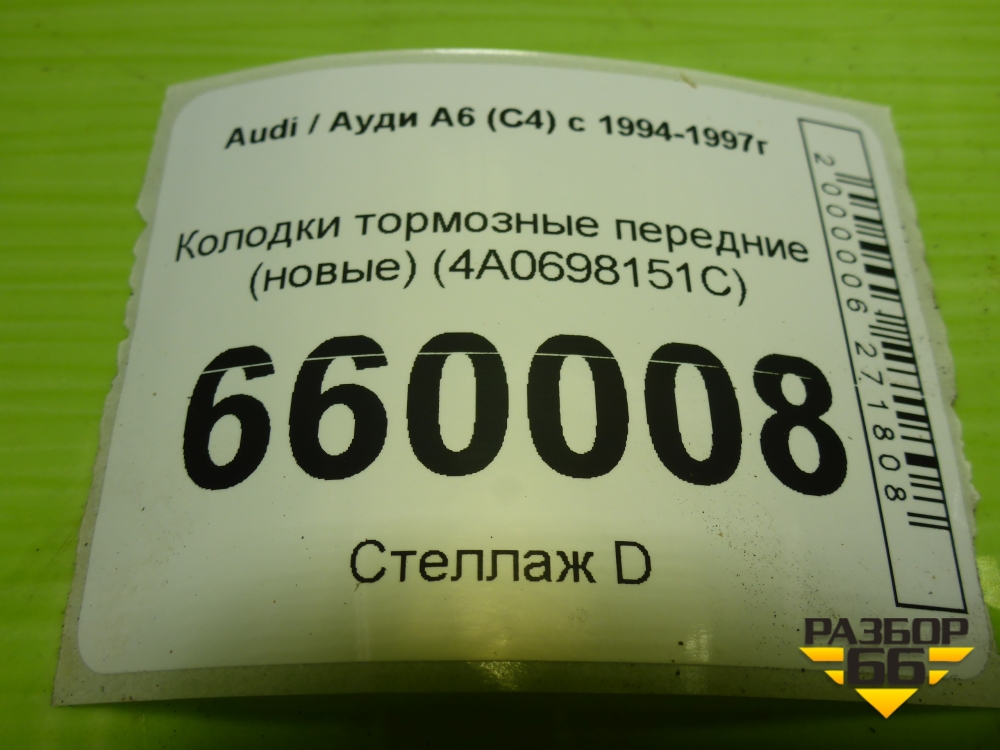 Audi / Ауди А6 (С4) с 1994-1997г
Колодки тормозные передние
(новые) (4A0698151C)
660008
Стеллаж D
2000006271808
РАЗБОР
66